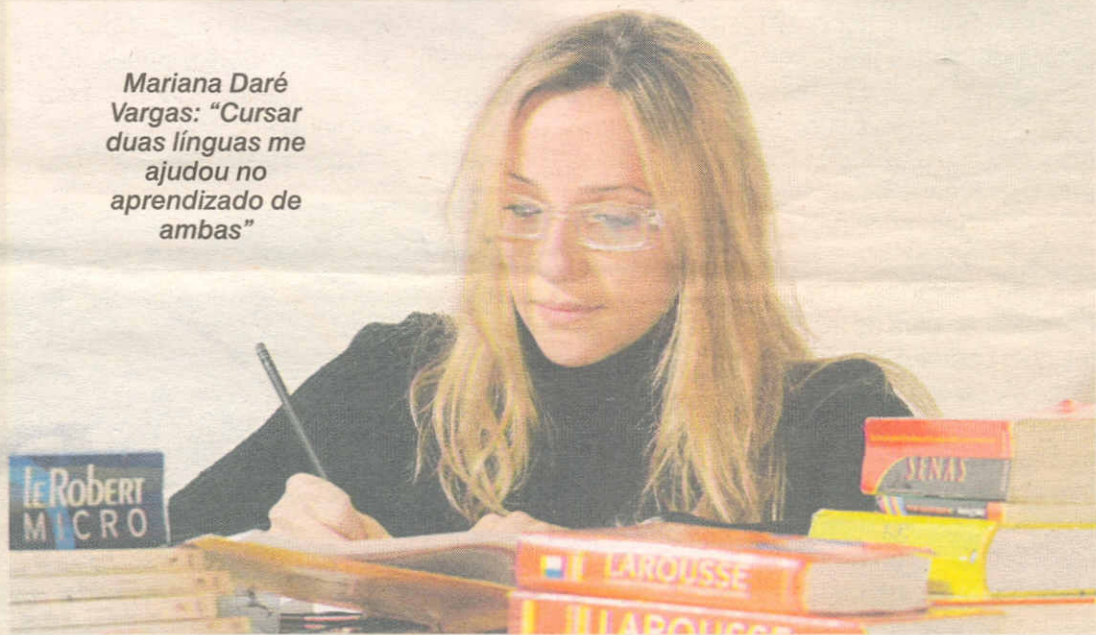 Mariana Daré
Vargas: “Cursar
duas línguas me
ajudou no
aprendizado de
ambas”
LE ROBERT
MICRO
SEÑAS
LAROUSSE
LAROUSSE